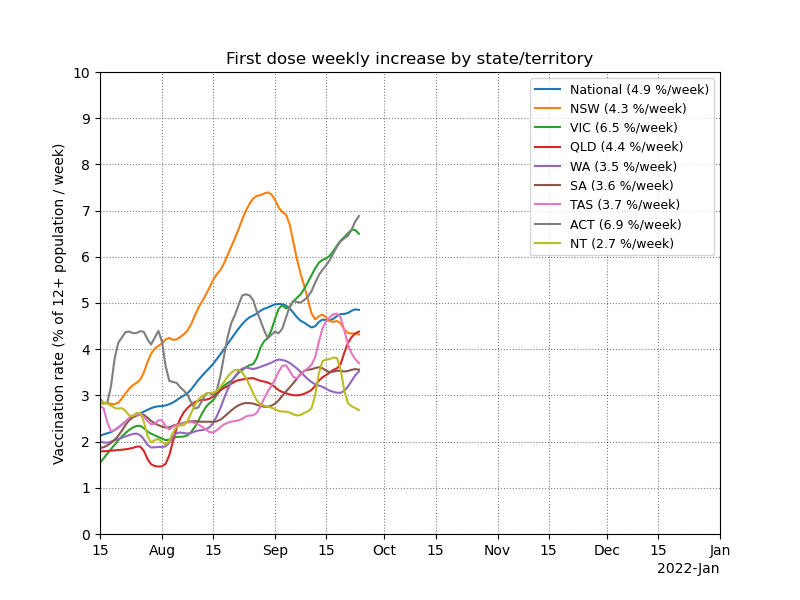 First dose weekly increase by state/territory
Vaccination rate (% of 12+ population / week)
10
9
8
7
6
5
4
3
2
1
0
National (4.9 %/week)
NSW (4.3 %/week)
VIC (6.5 %/week)
QLD (4.4 %/week)
WA (3.5 %/week)
SA (3.6 %/week)
TAS (3.7 %/week)
ACT (6.9 %/week)
NT (2.7 %/week)
15 Aug 15 Sep 15 Oct 15 Nov 15 Dec 15 Jan
2022-Jan